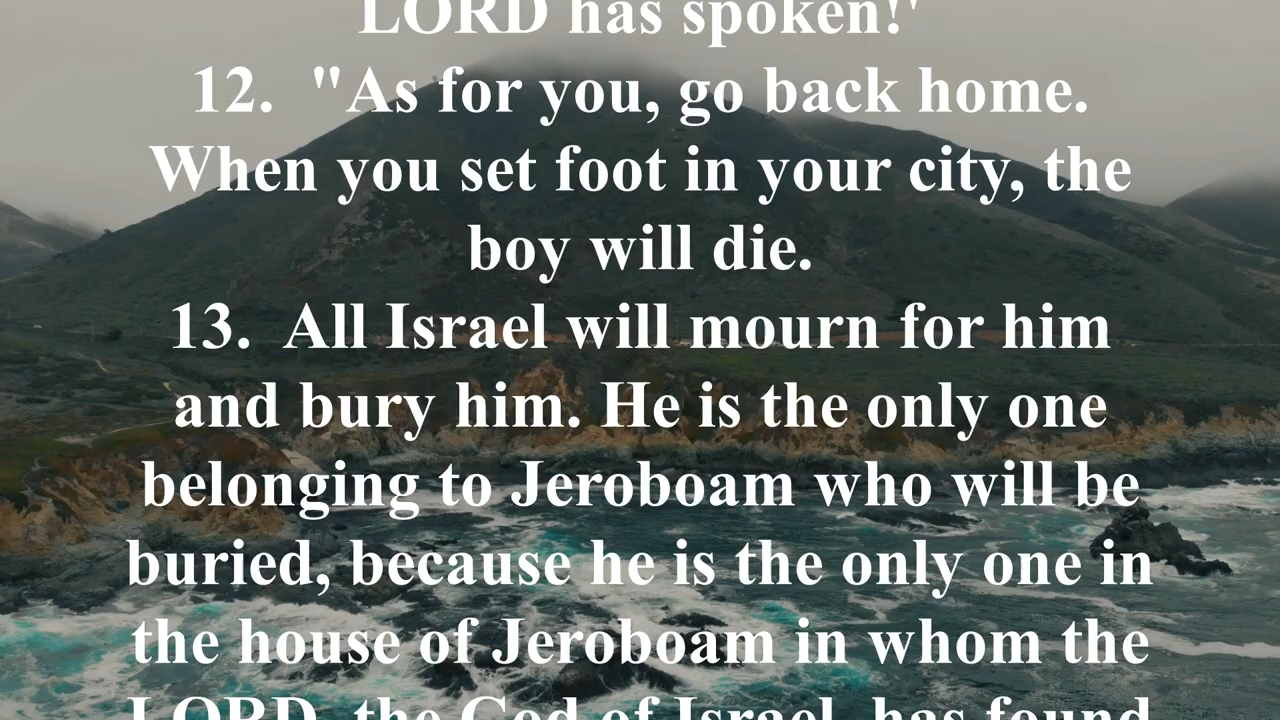 LORD has spoken!'
12.  "As for you, go back home.
When you set foot in your city, the
boy will die.
13.  All Israel will mourn for him
and bury him. He is the only one
belonging to Jeroboam who will be
buried, because he is the only one in
the house of Jeroboam in whom the
LORD, the God of Israel, has found